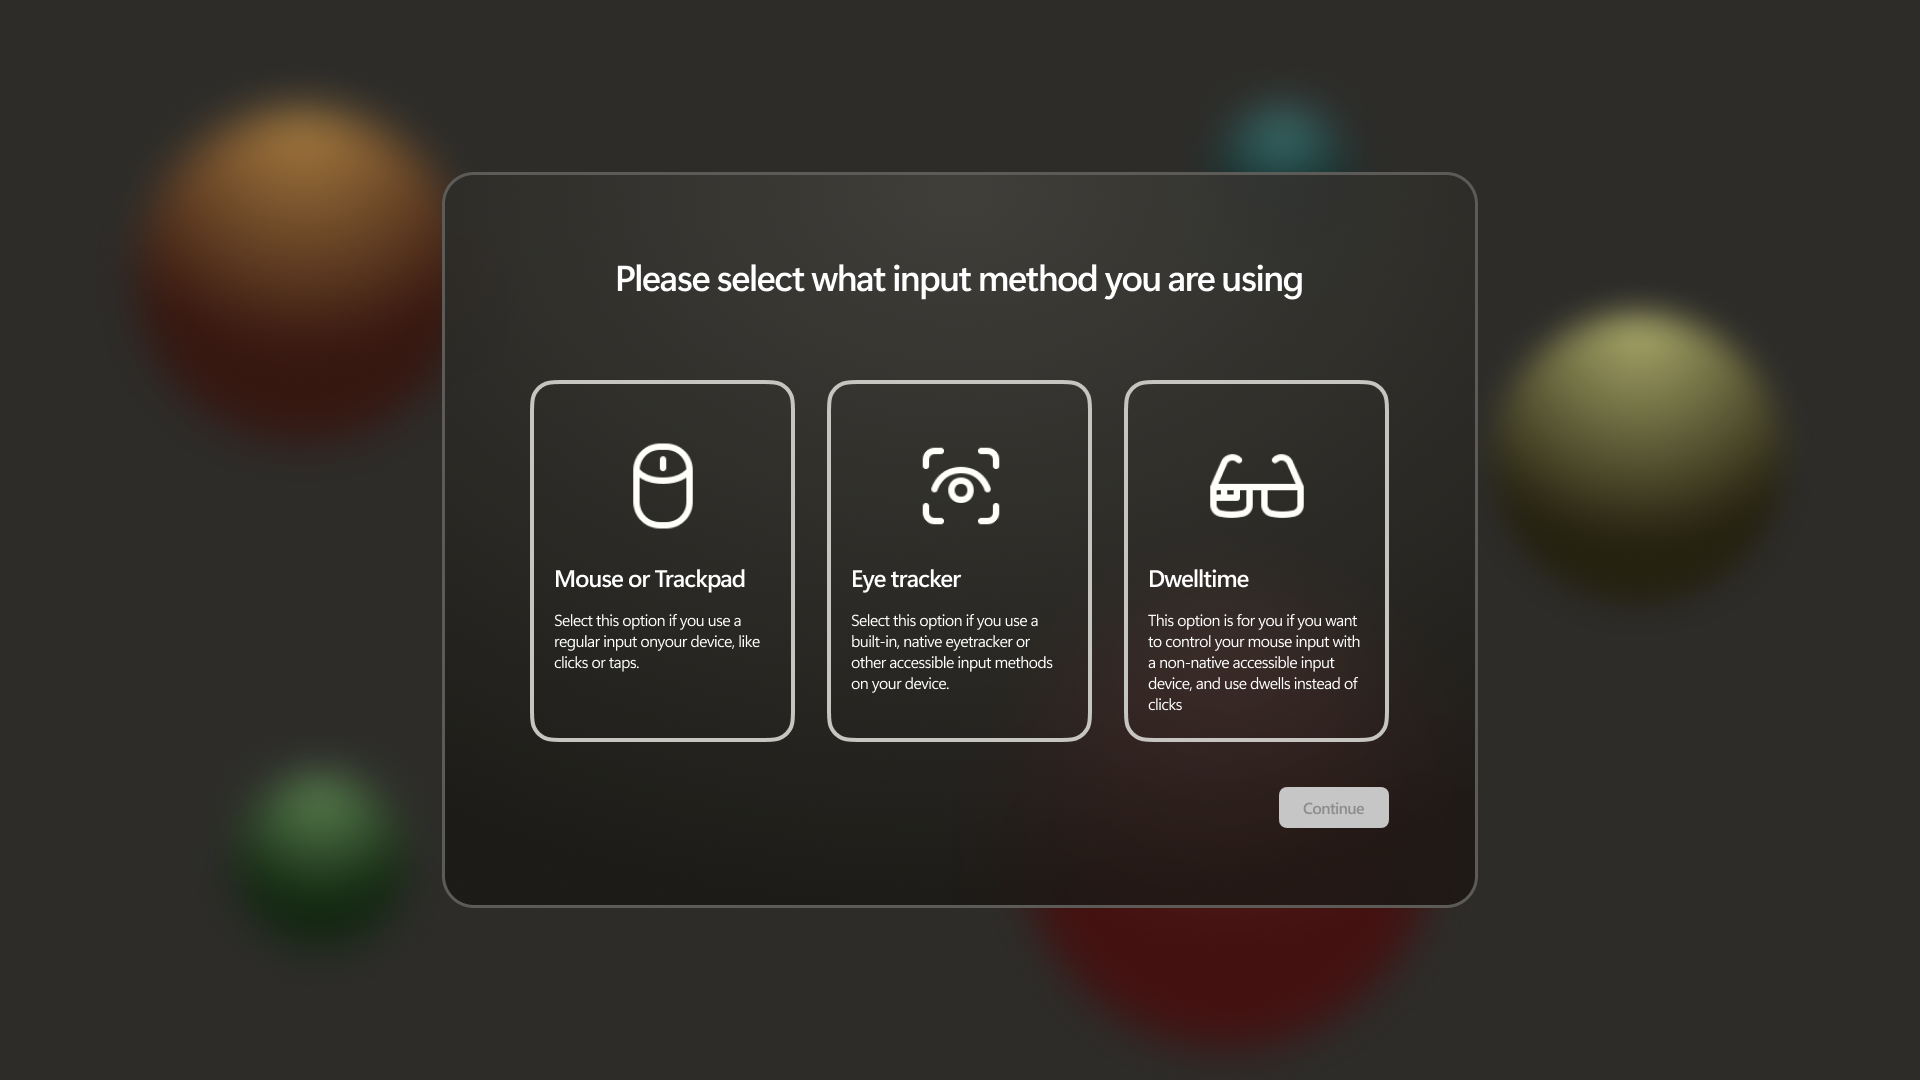 Please select what input method you are using
Mouse or Trackpad
Select this option if you use a
regular input onyour device, like
clicks or taps.
Eye tracker
Select this option if you use a
built-in, native eyetracker or
other accessible input methods
on your device.
Dwelltime
This option is for you if you want
to control your mouse input with
a non-native accessible input
device, and use dwells instead of
clicks
Continue